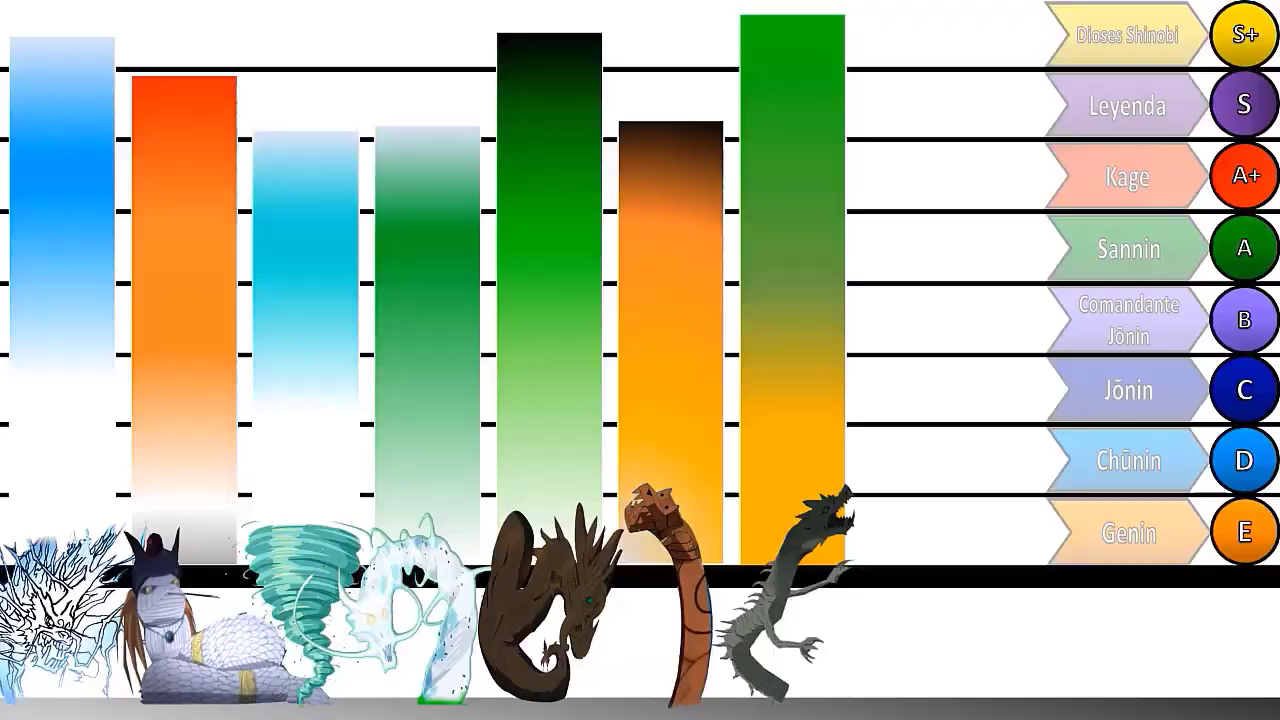 Dioses Shinobi S+
Leyenda S
Kage A+
Sannin A
Comandante
Jōnin B
Jōnin C
Chūnin D
Genin E